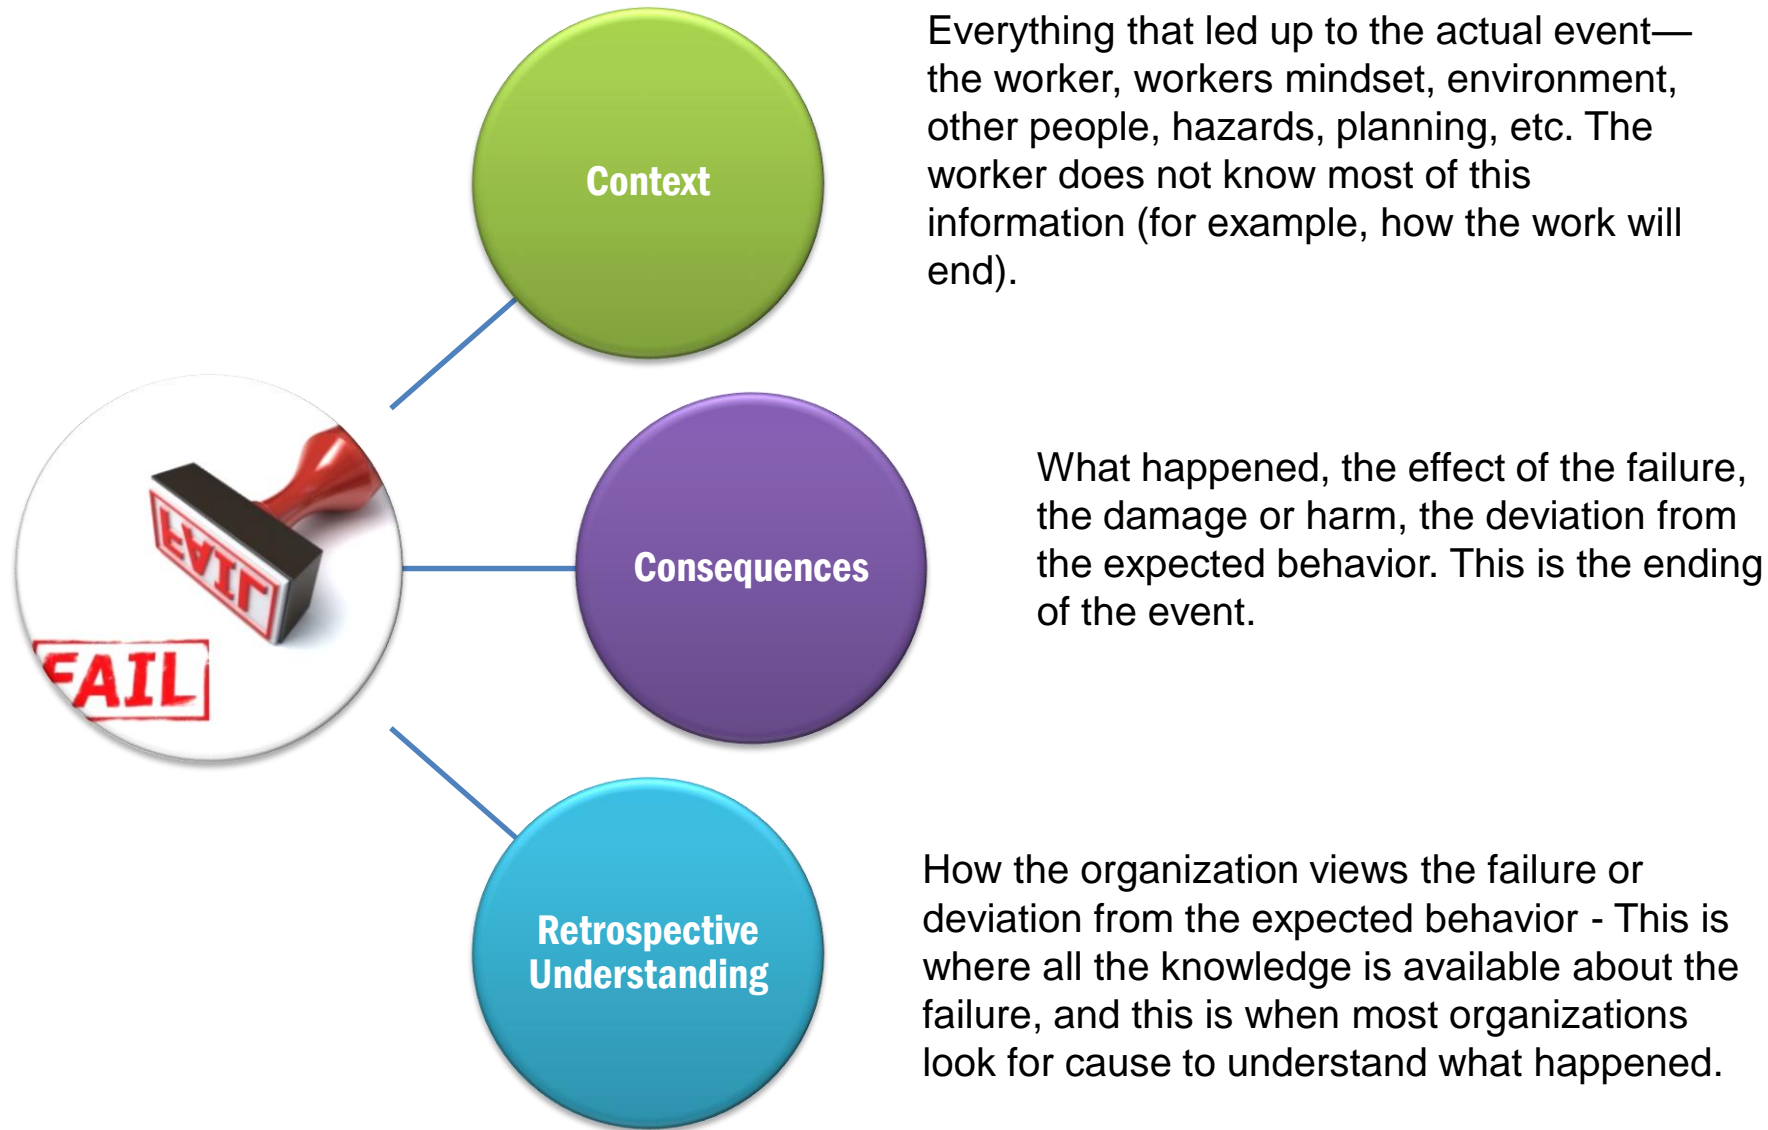 Context
Everything that led up to the actual event—
the worker, workers mindset, environment,
other people, hazards, planning, etc. The
worker does not know most of this
information (for example, how the work will
end).
FAIL
FAIL
Consequences
What happened, the effect of the failure,
the damage or harm, the deviation from
the expected behavior. This is the ending
of the event.
Retrospective
Understanding
How the organization views the failure or
deviation from the expected behavior - This is
where all the knowledge is available about the
failure, and this is when most organizations
look for cause to understand what happened.